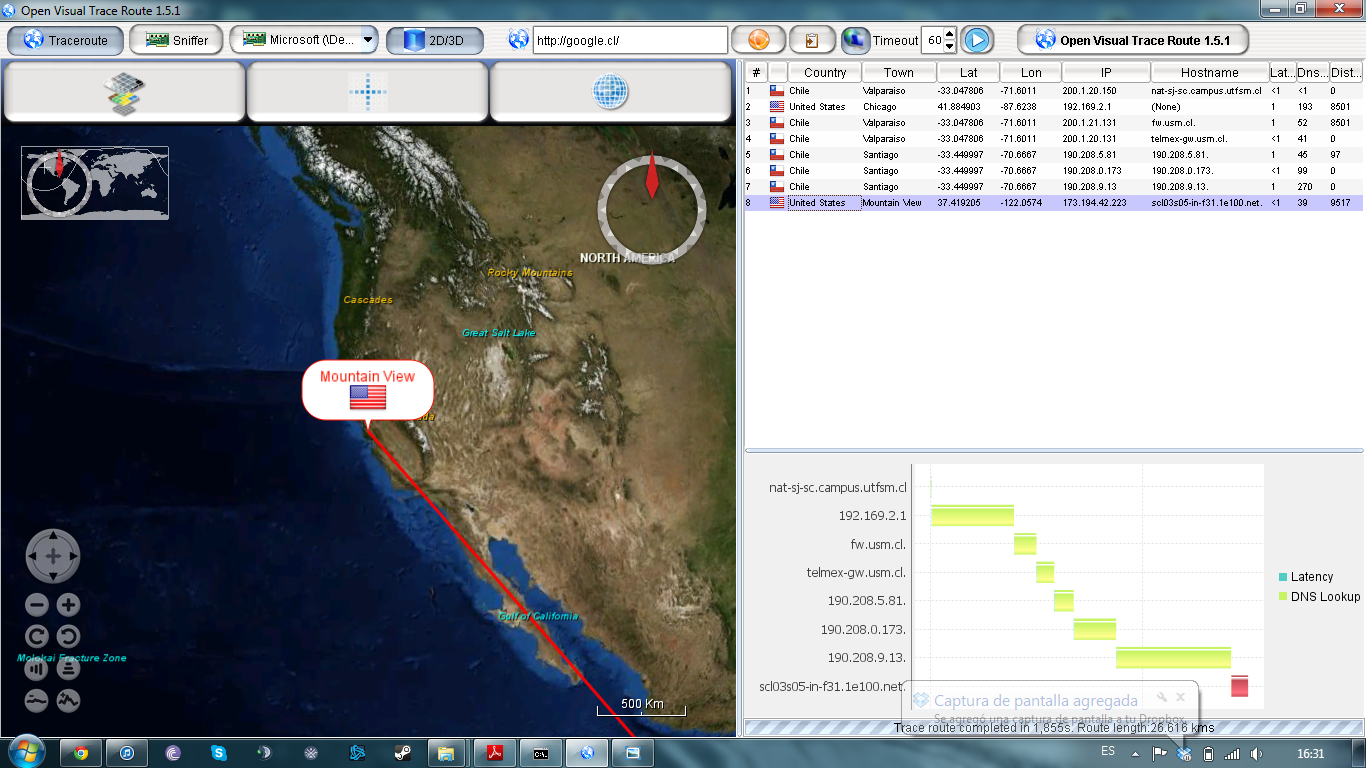 Open Visual Trace Route 1.5.1
Traceroute
Sniffer
Microsoft (\De...
2D/3D
http://google.cl/
Timeout
60
Open Visual Trace Route 1.5.1
# Country Town Lat Lon... IP Hostname Lat... D... Dist...
1 Chile Valparaiso -33.047806 -71.6011 200.1.20.150 nat-sj-sc.campus.utfsm.cl <1 0
2 United States Chicago 41.884903 -87.6238 192.169.2.1 (None) 1 193 8501
3 Chile Valparaiso -33.047806 -71.6011 200.1.21.131 fw.usm.cl. 1 52 8501
4 Chile Valparaiso -33.047806 -71.6011 200.1.20.131 telmex-gw.usm.cl. <1 41 0
5 Chile Santiago -33.449997 -70.6667 190.208.5.81 190.208.5.81. 1 45 97
6 Chile Santiago -33.449997 -70.6667 190.208.0.173 190.208.0.173. <1 99 0
7 Chile Santiago -33.449997 -70.6667 190.208.9.13 190.208.9.13. 1 270 0
8 United States Mountain View 37.419205 -122.0574 173.194.42.223 scl03s05-in-f31.1e100.net. <1 39 9517
NORTH AMERICA
Rocky Mountains
Cascades
Great Salt Lake
Mountain View
Gulf of California
Molokai Fracture Zone
500 Km
nat-sj-sc.campus.utfsm.cl
192.169.2.1
fw.usm.cl.
telmex-gw.usm.cl.
190.208.5.81.
190.208.0.173.
190.208.9.13.
scl03s05-in-f31.1e100.net.
Latency
DNS Lookup
Captura de pantalla agregada
Se agregó una captura de pantalla a tu Dropbox.
Trace route completed in 1,855s. Route length:26.616 kms
ES
16:31